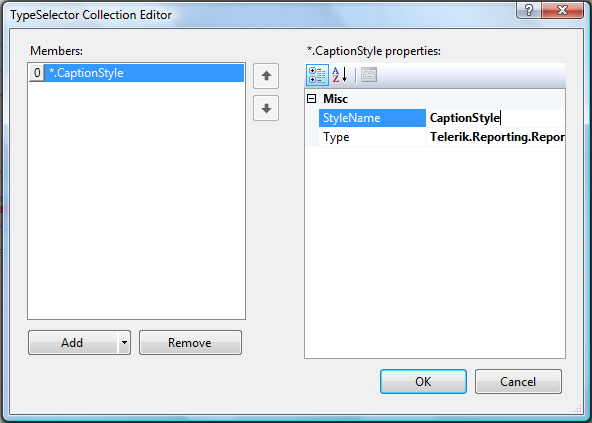 TypeSelector Collection Editor
?
Members:
*.CaptionStyle properties:
0 *.CaptionStyle
A
Z
Misc
StyleName CaptionStyle
Type Telerik.Reporting.Repor
Add
Remove
OK
Cancel